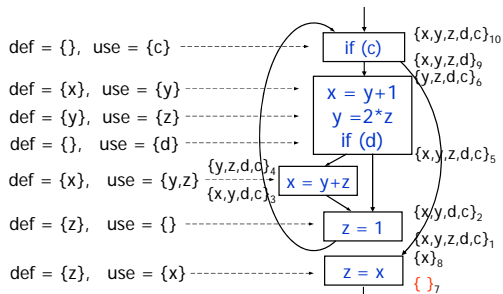 {x,y,z,d,c}10
def = {}, use = {c}
if (c)
{x,y,z,d}9
{y,z,d,c}6
def = {x}, use = {y}
x = y+1
def = {y}, use = {z}
y =2*z
def = {}, use = {d}
if (d)
{x,y,z,d,c}5
{y,z,d,c}4
def = {x}, use = {y,z}
x = y+z
{x,y,d,c}3
{x,y,d,c}2
def = {z}, use = {}
z = 1
{x,y,z,d,c}1
{x}8
def = {z}, use = {x}
z = x
{ }7